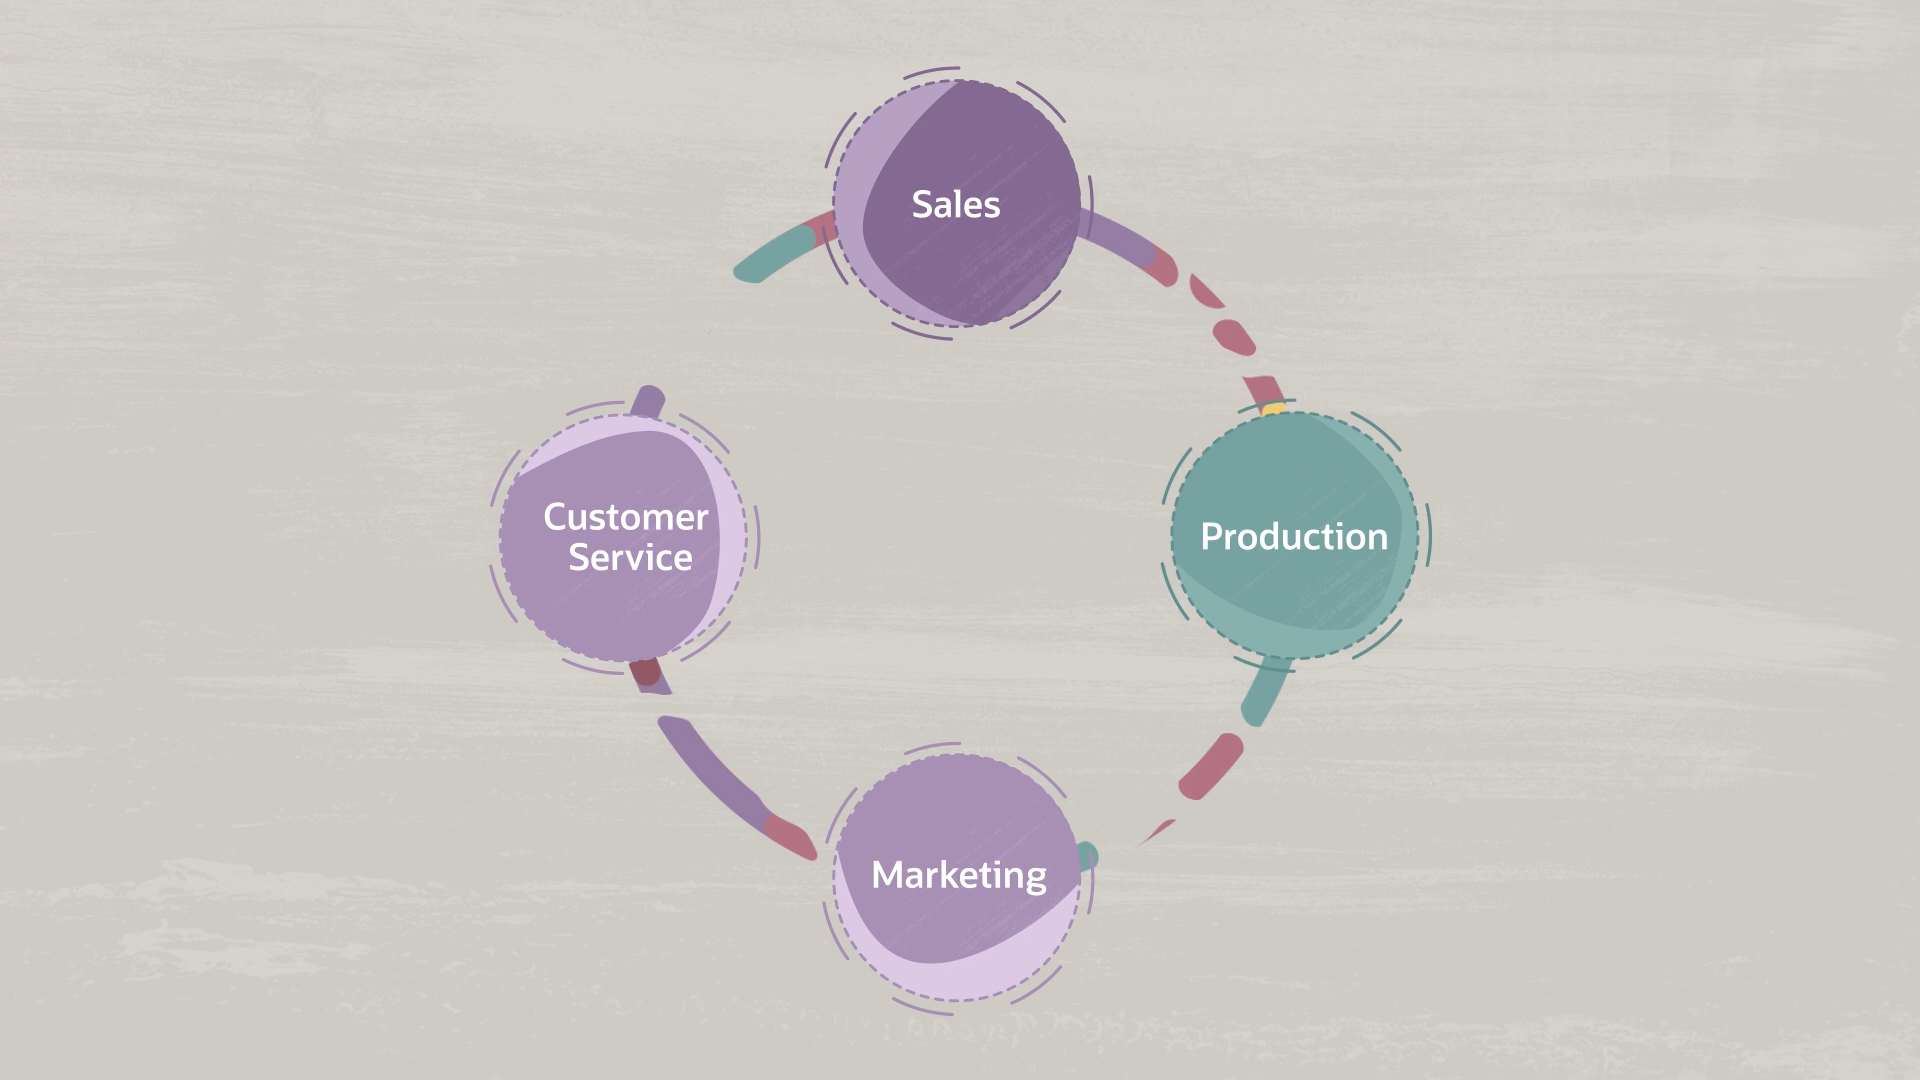 Sales
Customer
Service
Production
Marketing